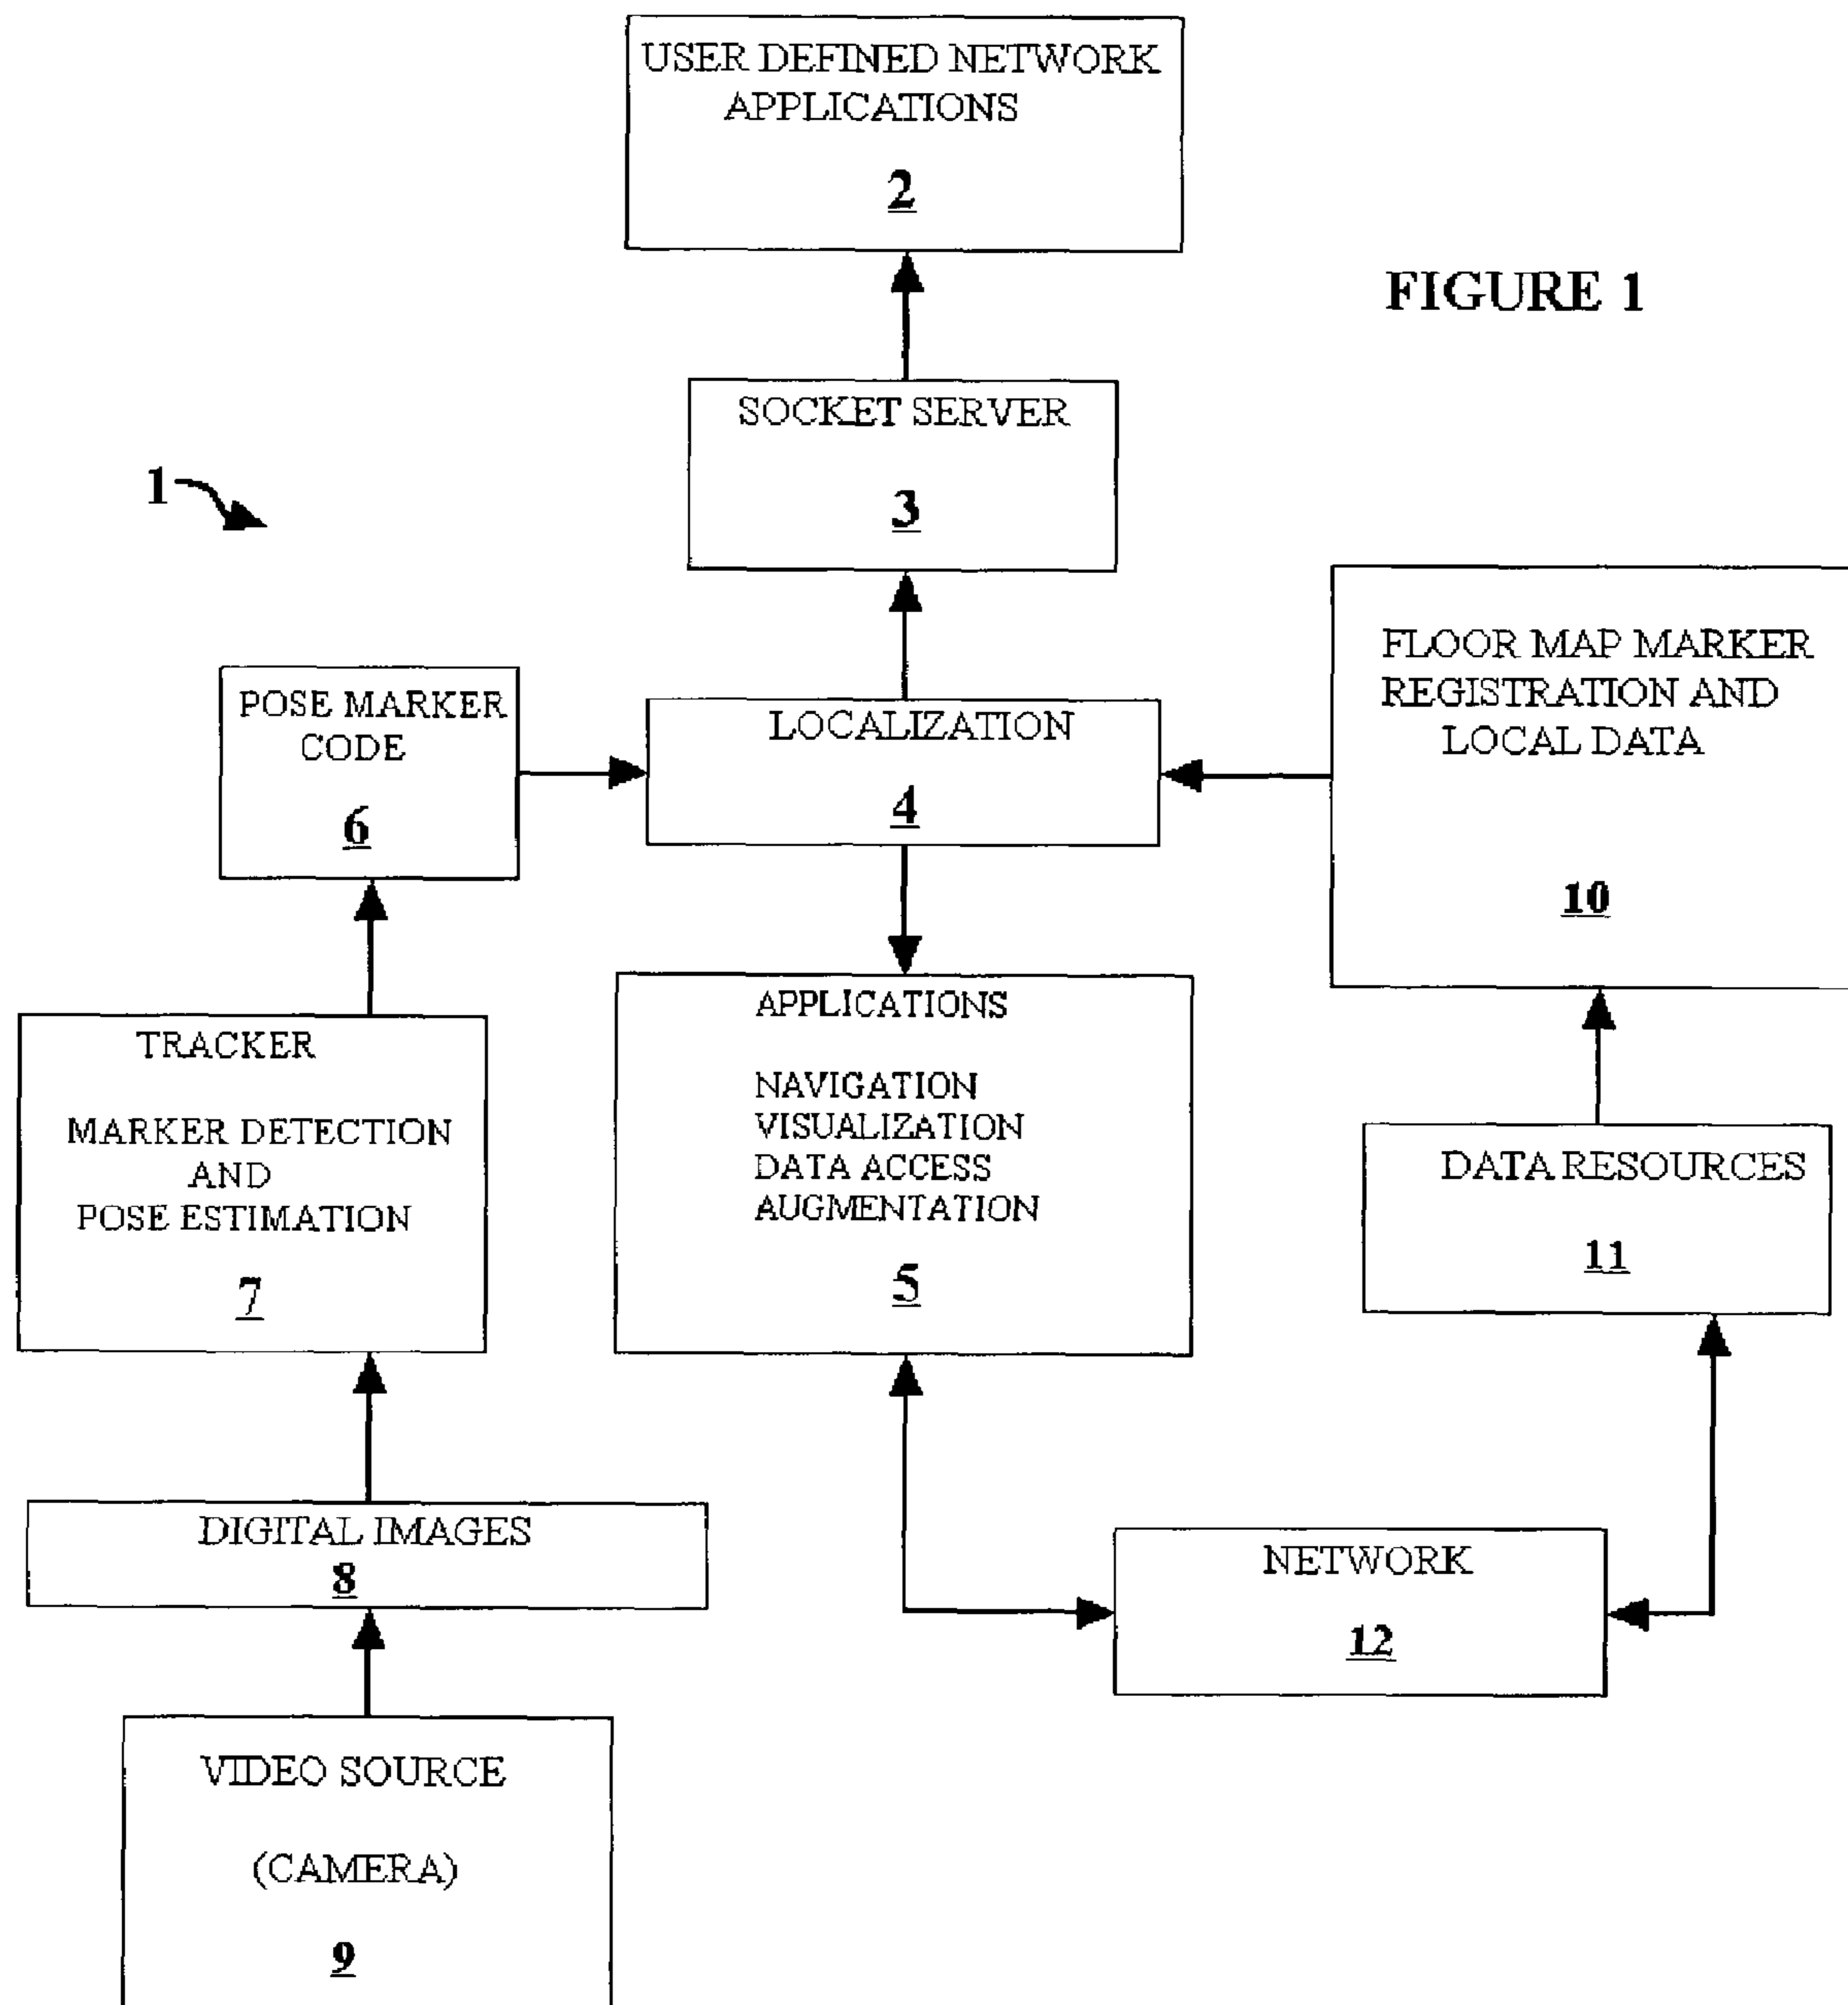 USER DEFINED NETWORK
APPLICATIONS
2
FIGURE 1
SOCKET SERVER
3
1
FLOOR MAP MARKER
REGISTRATION AND
LOCAL DATA
10
POSE MARKER
CODE
6
LOCALIZATION
4
APPLICATIONS
NAVIGATION
VISUALIZATION
DATA ACCESS
AUGMENTATION
5
TRACKER
MARKER DETECTION
AND
POSE ESTIMATION
7
DATA RESOURCES
11
DIGITAL IMAGES
8
NETWORK
12
VIDEO SOURCE
(CAMERA)
9